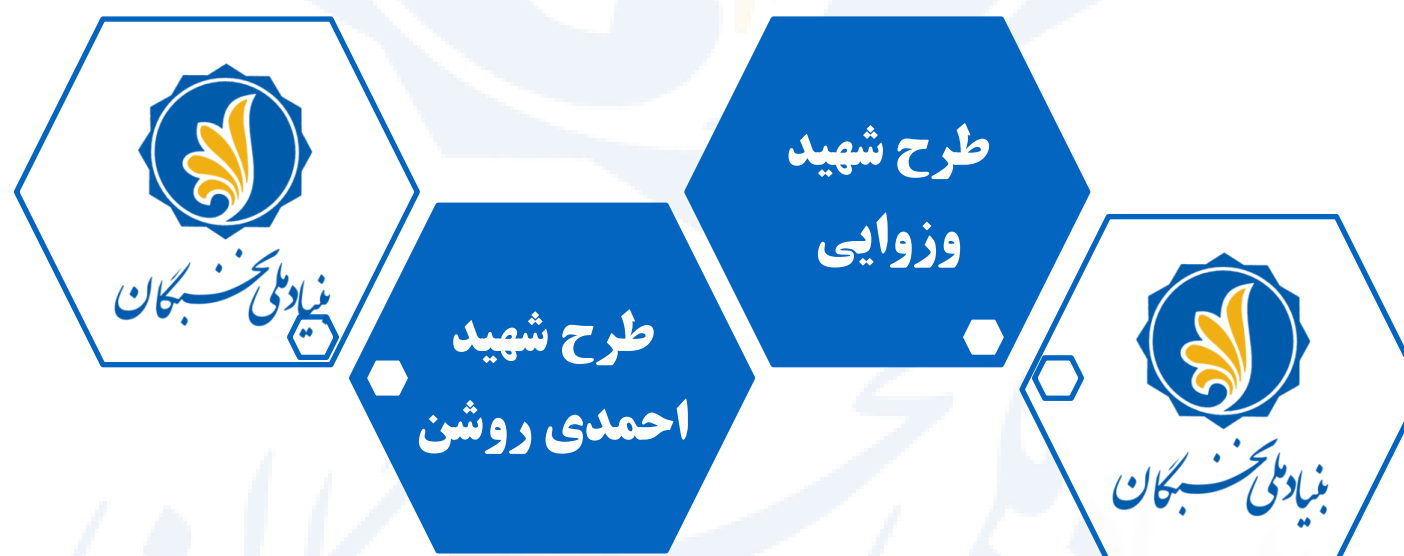 طرح شهید
وزوایی
طرح شهید
احمدی روشن
بنیاد ملی نخبگان
بنیاد ملی نخبگان